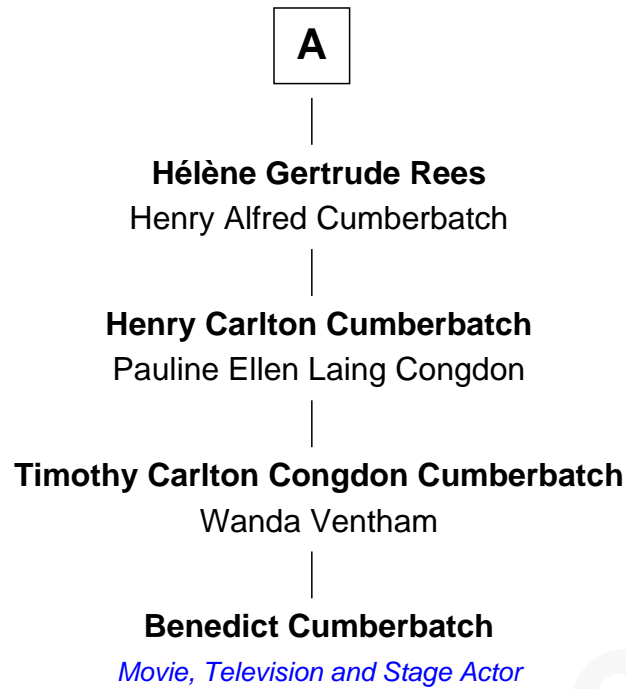 A
Hélène Gertrude Rees
Henry Alfred Cumberbatch
Henry Carlton Cumberbatch
Pauline Ellen Laing Congdon
Timothy Carlton Congdon Cumberbatch
Wanda Ventham
Benedict Cumberbatch
Movie, Television and Stage Actor